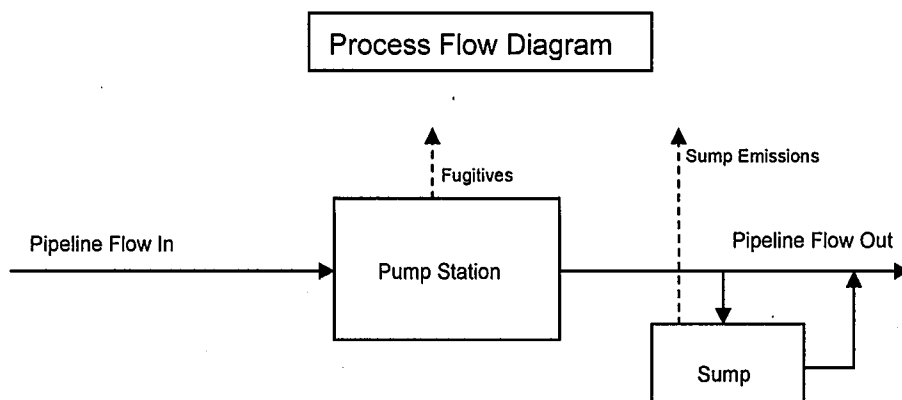 Process Flow Diagram
Fugitives
Sump Emissions
Pipeline Flow In
Pump Station
Pipeline Flow Out
Sump